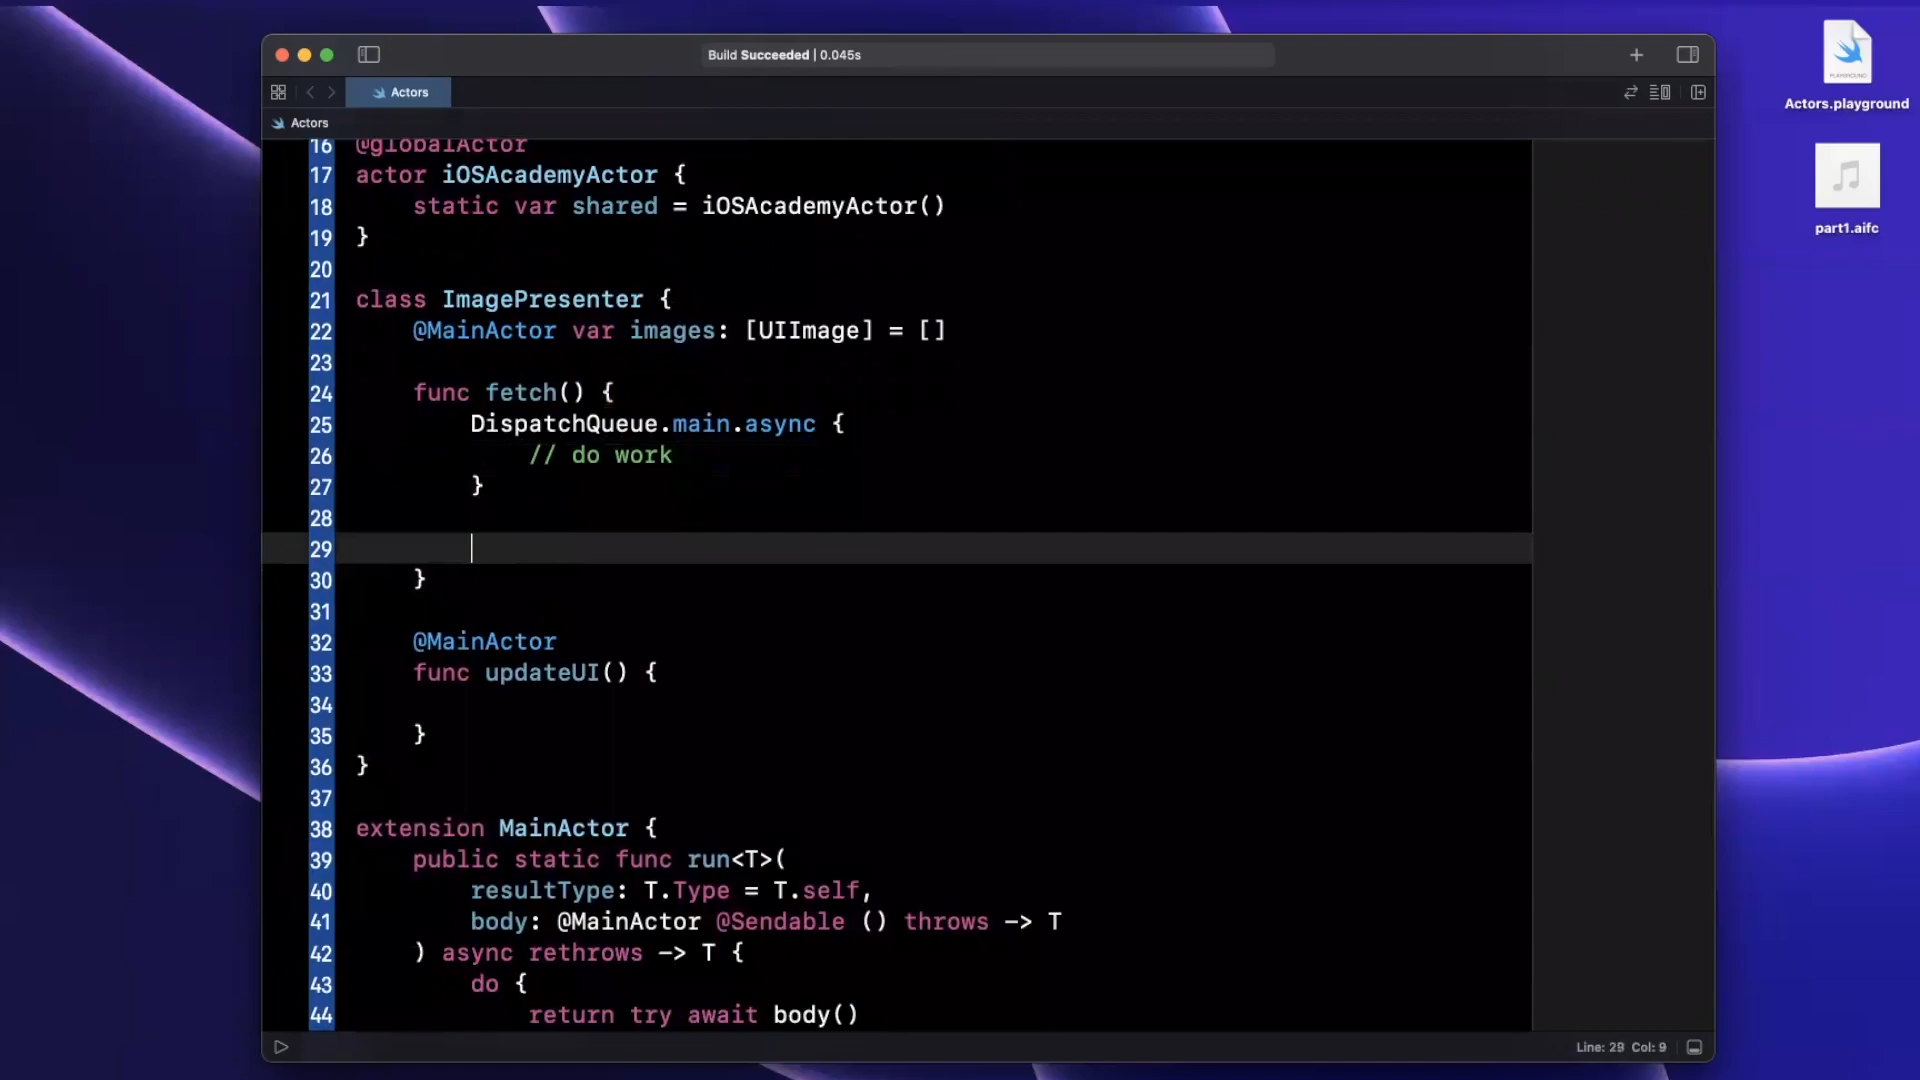 Build Succeeded | 0.045s
Actors
Actors
16 @globalActor
17 actor iOSAcademyActor {
18 static var shared = iOSAcademyActor()
19 }
20
21 class ImagePresenter {
22 @MainActor var images: [UIImage] = []
23
24 func fetch() {
25 DispatchQueue.main.async {
26 // do work
27 }
28
29
30 }
31
32 @MainActor
33 func updateUI() {
34
35 }
36 }
37
38 extension MainActor {
39 public static func run<T>(
40 resultType: T.Type = T.self,
41 body: @MainActor @Sendable () throws -> T
42 ) async rethrows -> T {
43 do {
44 return try await body()
Line: 29 Col: 9
PLAYGROUND
Actors.playground
part1.aifc